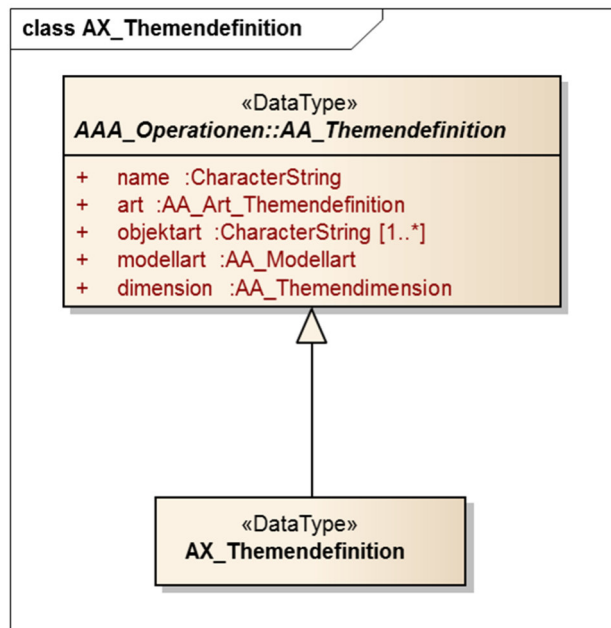 class AX_Themendefinition
«DataType»
AAA_Operationen::AA_Themendefinition
+ name :CharacterString
+ art :AA_Art_Themendefinition
+ objektart :CharacterString [1..*]
+ modellart :AA_Modellart
+ dimension :AA_Themendimension
«DataType»
AX_Themendefinition